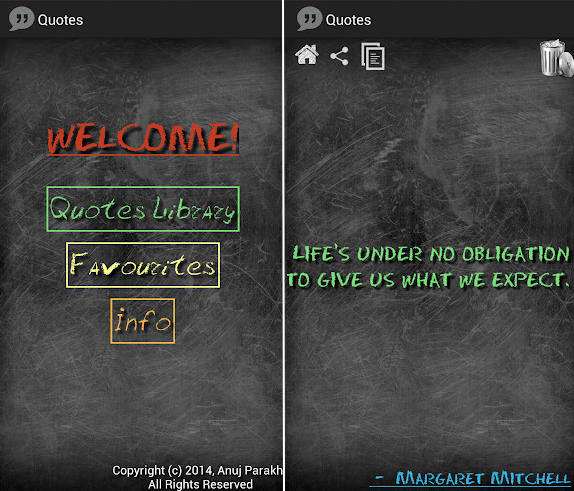 Quotes
WELCOME!
Quotes Library
Favourites
Info
Copyright (c) 2014, Anuj Parakh
All Rights Reserved
Quotes
LIFE'S UNDER NO OBLIGATION
TO GIVE US WHAT WE EXPECT.
- MARGARET MITCHELL